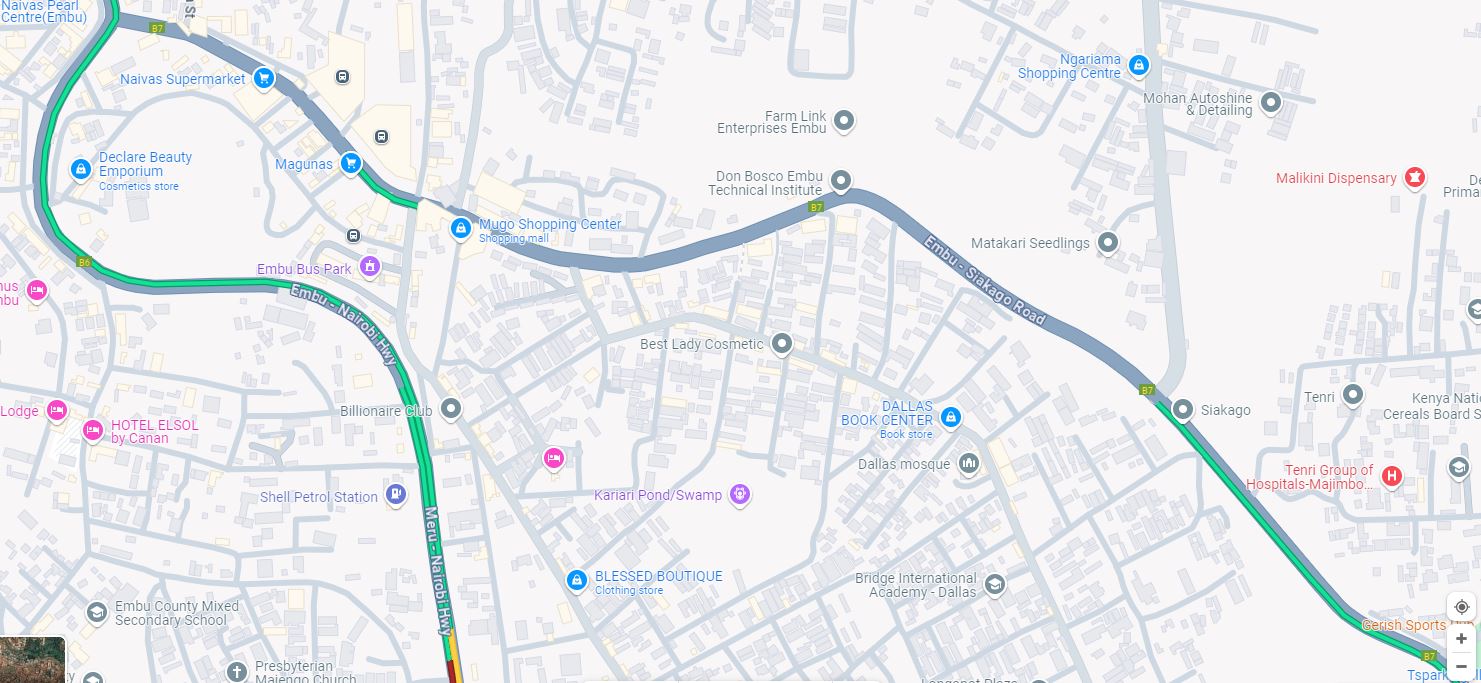 Naivas Pearl
Centre(Embu)
St
B7
Naivas Supermarket
Ngariama
Shopping Centre
Mohan Autoshine
& Detailing
Farm Link
Enterprises Embu
Declare Beauty
Emporium
Cosmetics store
Magunas
Don Bosco Embu
Technical Institute
B7
Malikini Dispensary
Mugo Shopping Center
Shopping mall
Matakari Seedlings
B6
Embu Bus Park
Embu - Siakago Road
Embu - Nairobi Hwy
Best Lady Cosmetic
B7
Lodge
HOTEL ELSOL
by Canan
Billionaire Club
DALLAS
BOOK CENTER
Book store
Siakago
Tenri
Cereals Board S
Dallas mosque
Tenri Group of
Hospitals-Majimbo...
Shell Petrol Station
Kariari Pond/Swamp
Meru - Nairobi Hwy
BLESSED BOUTIQUE
Clothing store
Bridge International
Academy - Dallas
Embu County Mixed
Secondary School
Gerish Sports
B7
Presbyterian
Majengo Church